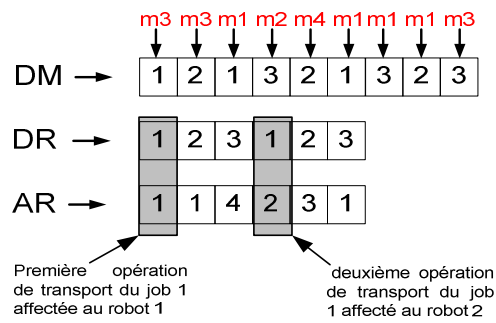 m3 m3 m1 m2 m4 m1 m1 m1 m3
DM 1 2 1 3 2 1 3 2 3
DR 1 2 3 1 2 3
AR 1 1 4 2 3 1
Première opération
de transport du job 1
affectée au robot 1
deuxième opération
de transport du job
1 affecté au robot 2